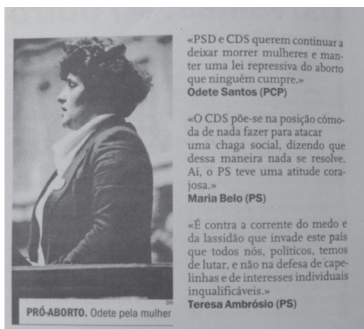 «PSD e CDS querem continuar a
deixar morrer mulheres e man-
ter uma lei repressiva do aborto
que ninguém cumpre.»
Odete Santos (PCP)
«O CDS põe-se na posição cómo-
da de nada fazer para atacar
uma chaga social, dizendo que
dessa maneira nada se resolve.
Aí, o PS teve uma atitude cora-
josa.»
Maria Belo (PS)
«É contra a corrente do medo e
da lassidão que invade este país
que todos nós, políticos, temos
de lutar, e não na defesa de cape-
linhas e de interesses individuais
inqualificáveis.»
Teresa Ambrósio (PS)
PRÓ-ABORTO. Odete pela mulher